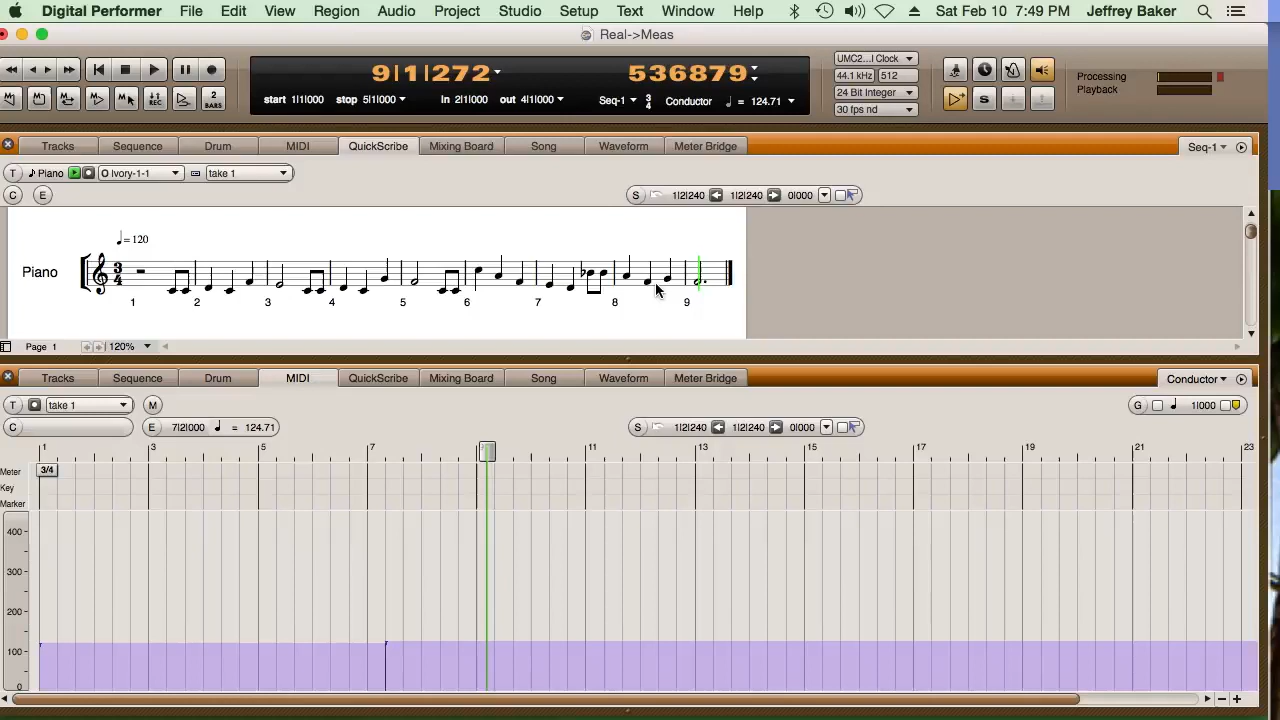 Digital Performer File Edit View Region Audio Project Studio Setup Text Window Help Sat Feb 10 7:49 PM Jeffrey Baker
Real->Meas
9|1|272 536879
start 1|1|000 stop 5|1|000 In 2|1|000 out 4|1|000 Seq-1 3 4 Conductor = 124.71
2 BARS
UMC2...l Clock
44.1 kHz 512
24 Bit Integer
30 fps nd
S
Processing
Playback
Tracks Sequence Drum MIDI QuickScribe Mixing Board Song Waveform Meter Bridge Seq-1
T Piano Ivory-1-1 take 1
C E S 1|2|240 1|2|240 0|000
=120
Piano 3 4
1 2 3 4 5 6 7 8 9
Page 1 120%
Tracks Sequence Drum MIDI QuickScribe Mixing Board Song Waveform Meter Bridge Conductor
T take 1 M G 1|000
C E 7|2|000 = 124.71 S 1|2|240 1|2|240 0|000
1 3 5 7 11 13 15 17 19 21 23
Meter 3/4
Key
Marker
400
300
200
100
0